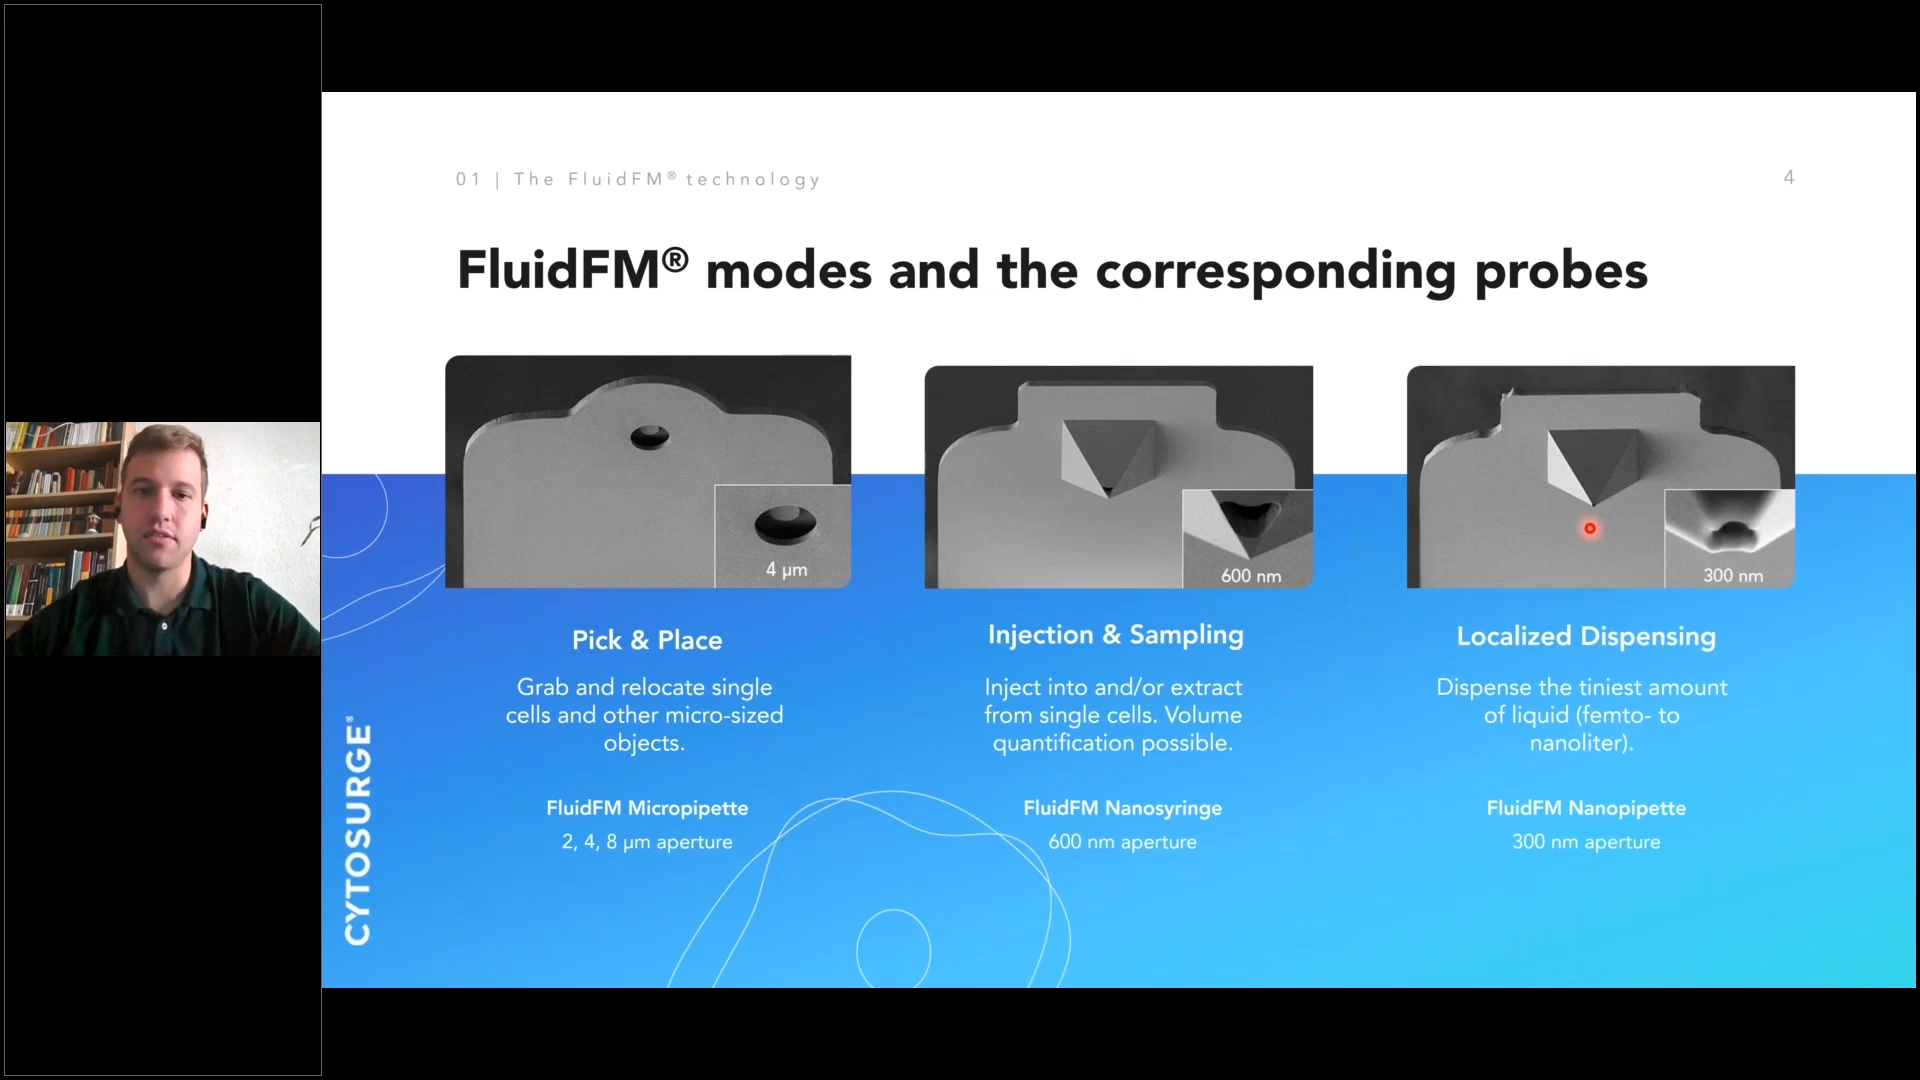 01 | The FluidFM® technology
4
FluidFM® modes and the corresponding probes
4 µm
600 nm
300 nm
Pick & Place
Grab and relocate single
cells and other micro-sized
objects.
FluidFM Micropipette
2, 4, 8 µm aperture
Injection & Sampling
Inject into and/or extract
from single cells. Volume
quantification possible.
FluidFM Nanosyringe
600 nm aperture
Localized Dispensing
Dispense the tiniest amount
of liquid (femto- to
nanoliter).
FluidFM Nanopipette
300 nm aperture
CYTOSURGE®